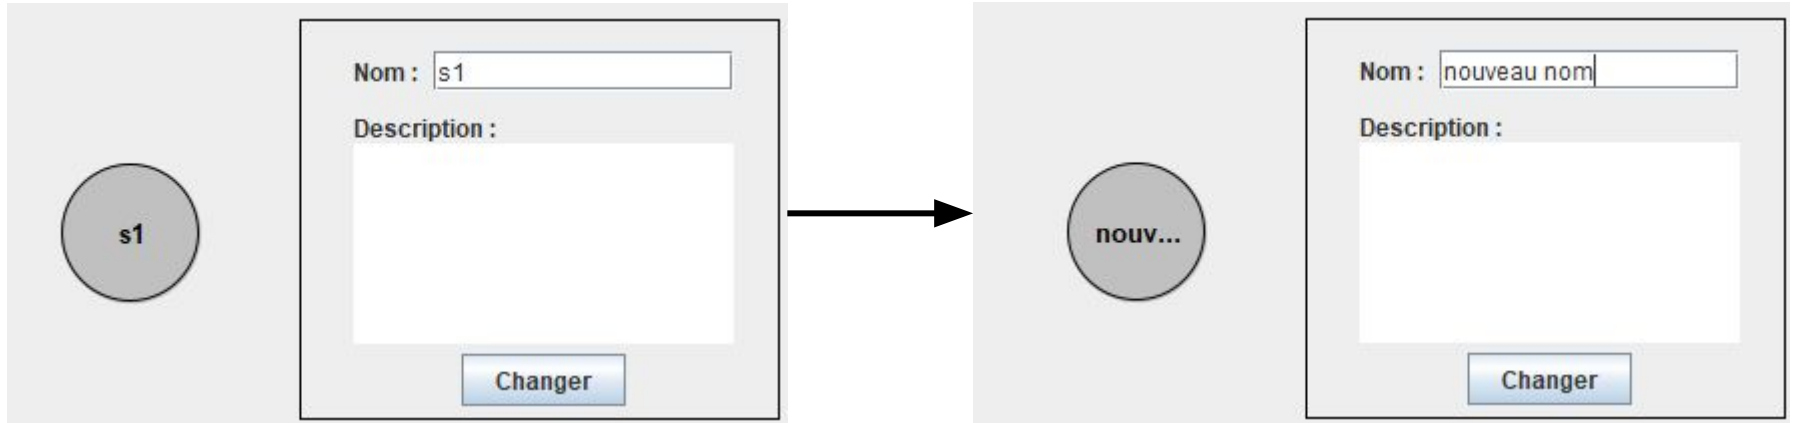 Nom : s1
Description :
s1
Changer
Nom : nouveau nom
Description :
nouv...
Changer